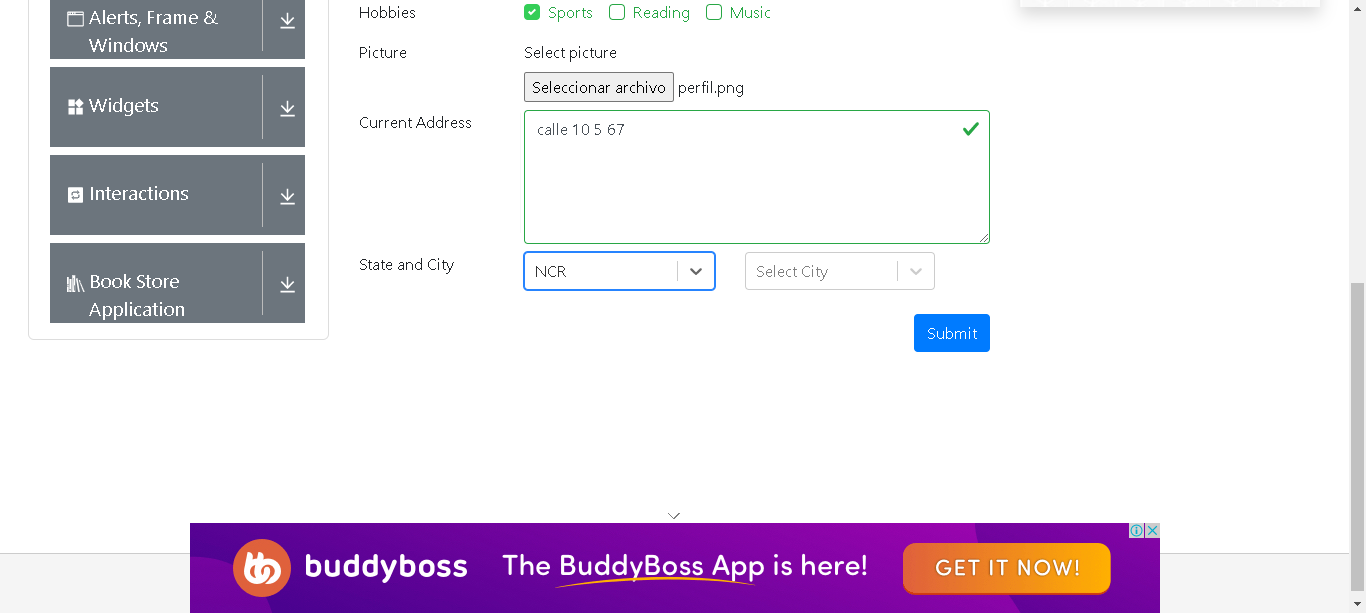 Alerts, Frame &
Windows
Widgets
Interactions
Book Store
Application
Hobbies
Sports Reading Music
Picture
Select picture
Seleccionar archivo perfil.png
Current Address
calle 10 5 67
State and City
NCR
Select City
Submit
buddyboss
The BuddyBoss App is here!
GET IT NOW!